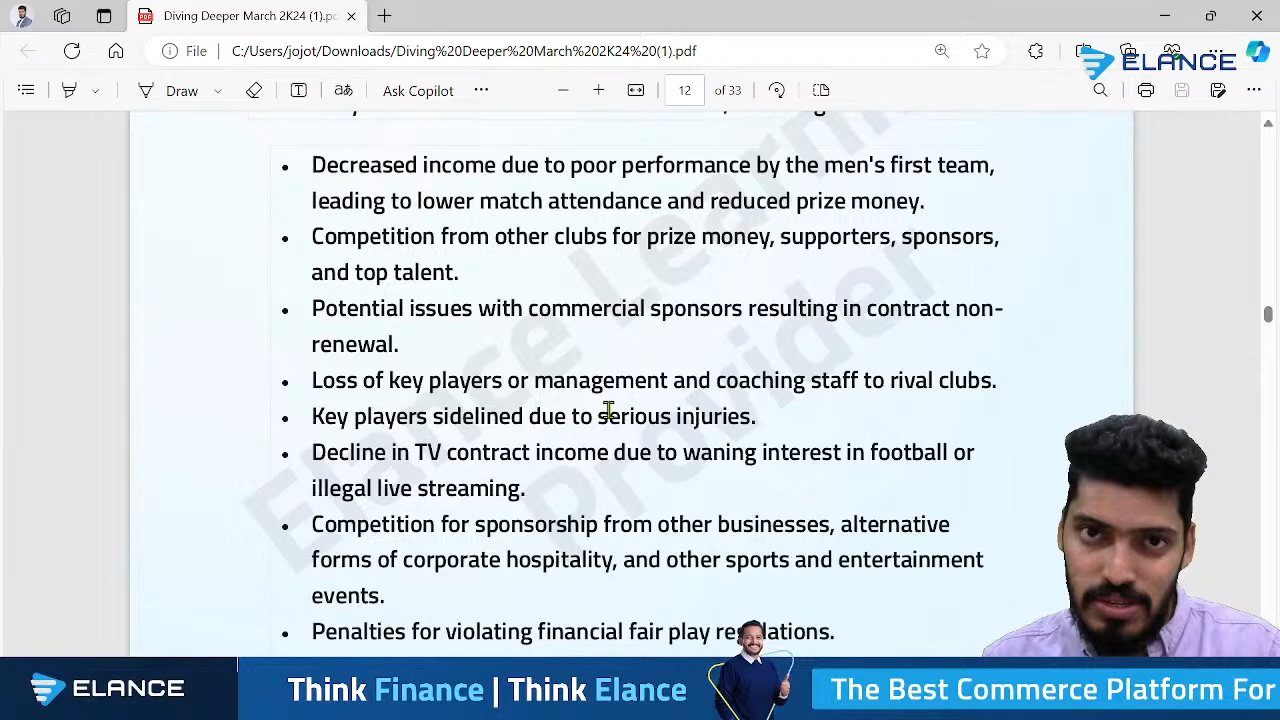 Diving Deeper March 2K24 (1).pd
File
C:/Users/jojot/Downloads/Diving%20Deeper%20March%202K24%20(1).pdf
ELANCE
Draw
Ask Copilot
12
of 33
Decreased income due to poor performance by the men's first team,
leading to lower match attendance and reduced prize money.
Competition from other clubs for prize money, supporters, sponsors,
and top talent.
Potential issues with commercial sponsors resulting in contract non-
renewal.
Loss of key players or management and coaching staff to rival clubs.
Key players sidelined due to serious injuries.
Decline in TV contract income due to waning interest in football or
illegal live streaming.
Competition for sponsorship from other businesses, alternative
forms of corporate hospitality, and other sports and entertainment
events.
Penalties for violating financial fair play regulations.
Elance Learning
Provider
ELANCE
Think Finance | Think Elance
The Best Commerce Platform For